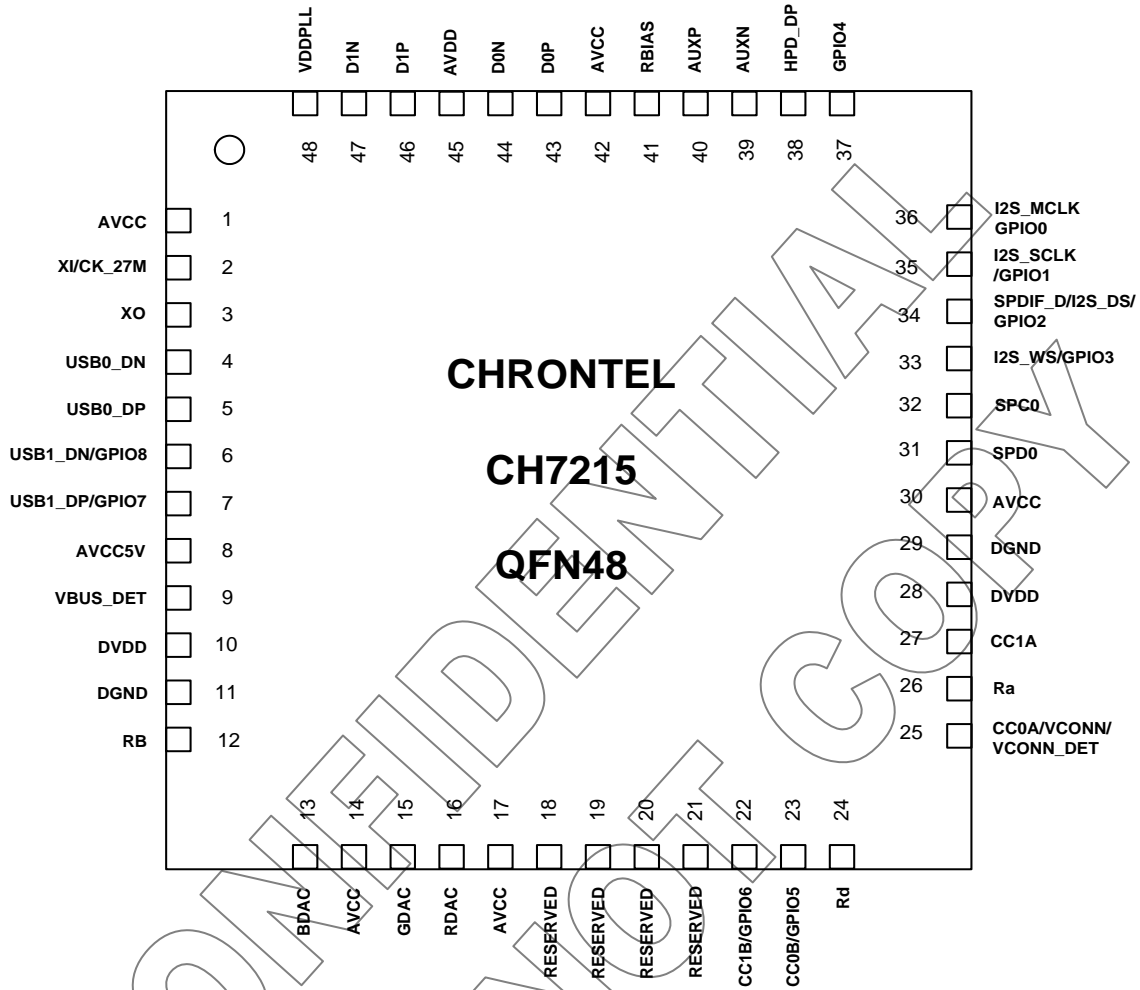 VDDPLL
D1N
D1P
AVDD
D0N
D0P
AVCC
RBIAS
AUXP
AUXN
HPD_DP
GPIO4
48
47
46
45
44
43
42
41
40
39
38
37
AVCC
1
XI/CK_27M
2
XO
3
USB0_DN
4
USB0_DP
5
USB1_DN/GPIO8
6
USB1_DP/GPIO7
7
AVCC5V
8
VBUS_DET
9
DVDD
10
DGND
11
RB
12
CHRONTEL
CH7215
QFN48
36
I2S_MCLK
GPIO0
35
I2S_SCLK
/GPIO1
34
SPDIF_D/I2S_DS/
GPIO2
33
I2S_WS/GPIO3
32
SPC0
31
SPD0
30
AVCC
29
DGND
28
DVDD
27
CC1A
26
Ra
25
CC0A/VCONN/
VCONN_DET
13
14
15
16
17
18
19
20
21
22
23
24
BDAC
AVCC
GDAC
RDAC
AVCC
RESERVED
RESERVED
RESERVED
RESERVED
CC1B/GPIO6
CC0B/GPIO5
Rd
ONFIDENTIAL
NOT COPY